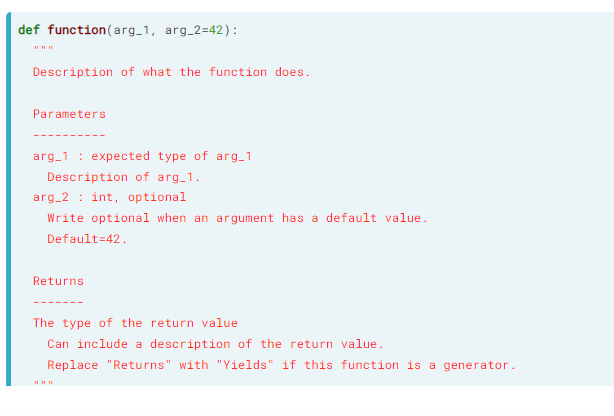 def function(arg_1, arg_2=42):
"""
Description of what the function does.
Parameters
----------
arg_1 : expected type of arg_1
Description of arg_1.
arg_2 : int, optional
Write optional when an argument has a default value.
Default=42.
Returns
-------
The type of the return value
Can include a description of the return value.
Replace "Returns" with "Yields" if this function is a generator.
"""